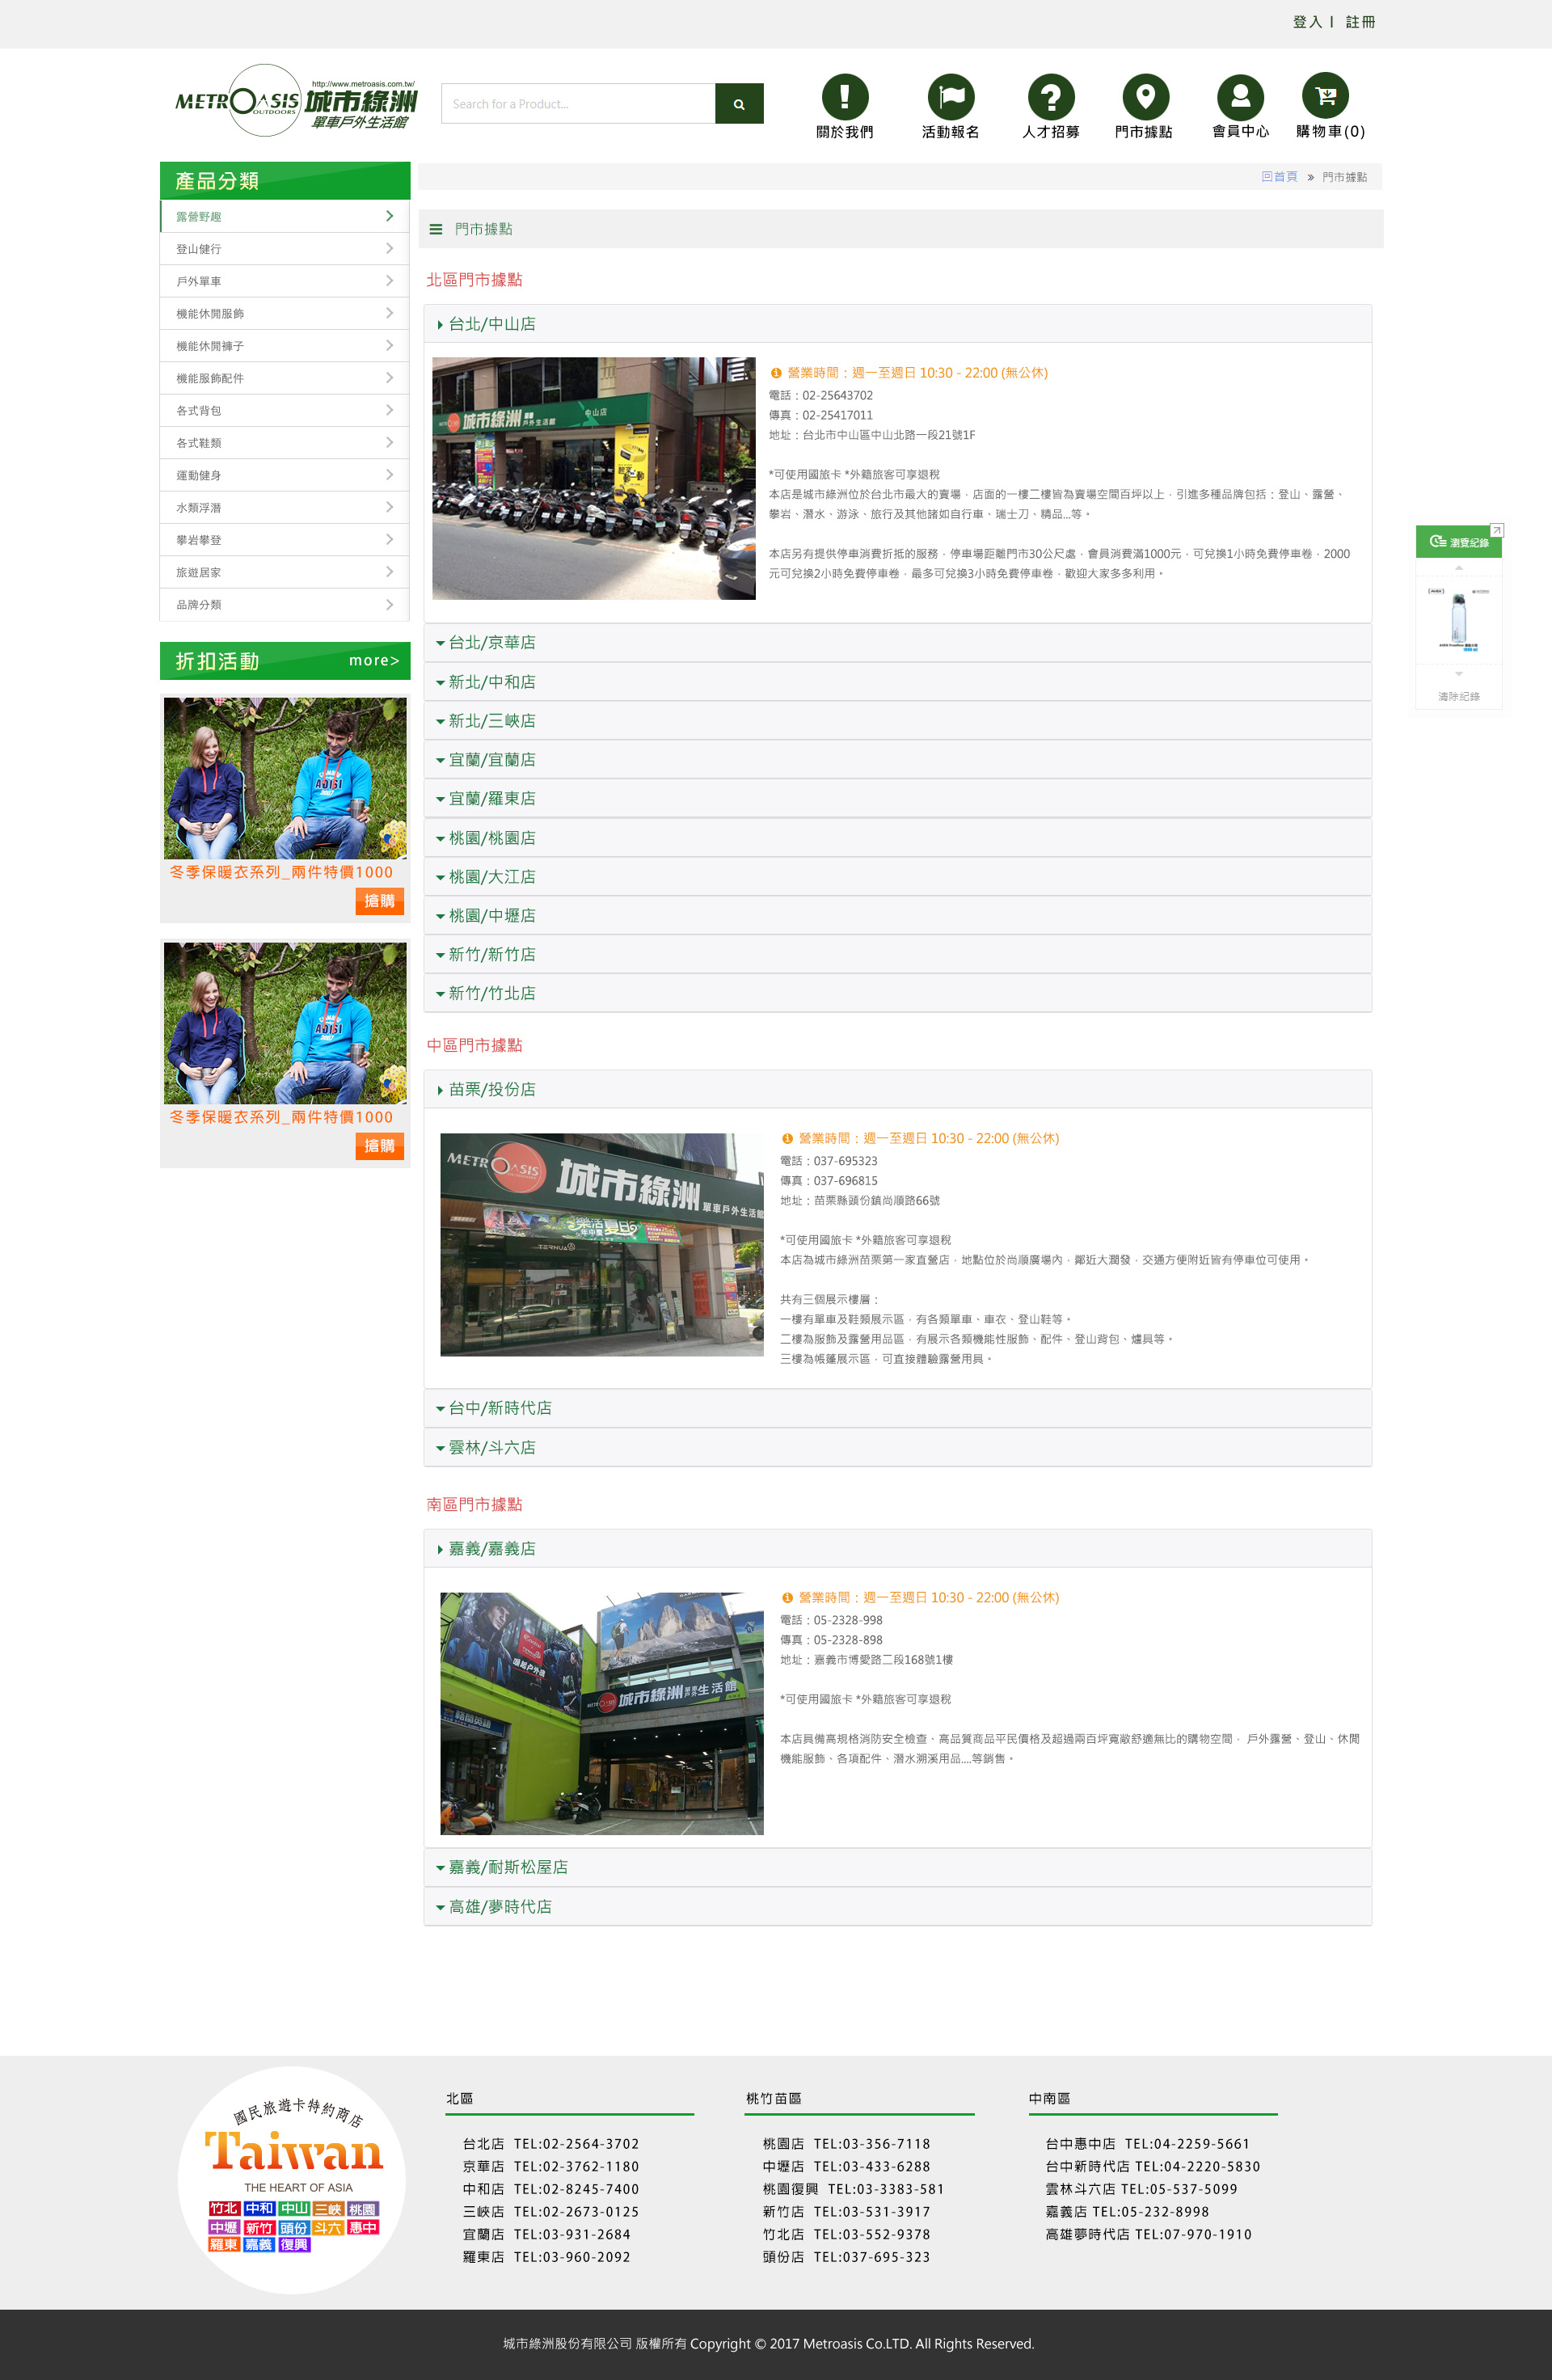 登入 | 註冊
METROASIS
OUTDOORS
http://www.metroasis.com.tw/
城市綠洲
單車戶外生活館
Search for a Product...
關於我們
活動報名
人才招募
門市據點
會員中心
購物車(0)
產品分類
露營野趣
登山健行
戶外單車
機能休閒服飾
機能休閒褲子
機能服飾配件
各式背包
各式鞋類
運動健身
水類浮潛
攀岩攀登
旅遊居家
品牌分類
折扣活動 more>
冬季保暖衣系列_兩件特價1000
搶購
冬季保暖衣系列_兩件特價1000
搶購
回首頁 » 門市據點
門市據點
北區門市據點
台北/中山店
城市綠洲 中山店
戶外生活館
營業時間：週一至週日 10:30 - 22:00 (無公休)
電話：02-25643702
傳真：02-25417011
地址：台北市中山區中山北路一段21號1F
*可使用國旅卡 *外籍旅客可享退稅
本店是城市綠洲位於台北市最大的賣場，店面的一樓二樓皆為賣場空間百坪以上，引進多種品牌包括：登山、露營、
攀岩、潛水、游泳、旅行及其他諸如自行車、瑞士刀、精品...等。
本店另有提供停車消費折抵的服務，停車場距離門市30公尺處，會員消費滿1000元，可兌換1小時免費停車卷，2000
元可兌換2小時免費停車卷，最多可兌換3小時免費停車卷，歡迎大家多多利用。
台北/京華店
新北/中和店
新北/三峽店
宜蘭/宜蘭店
宜蘭/羅東店
桃園/桃園店
桃園/大江店
桃園/中壢店
新竹/新竹店
新竹/竹北店
中區門市據點
苗栗/投份店
METROASIS 城市綠洲 單車戶外生活館
TERNUA
營業時間：週一至週日 10:30 - 22:00 (無公休)
電話：037-695323
傳真：037-696815
地址：苗栗縣頭份鎮尚順路66號
*可使用國旅卡 *外籍旅客可享退稅
本店為城市綠洲苗栗第一家直營店，地點位於尚順廣場內，鄰近大潤發，交通方便附近皆有停車位可使用。
共有三個展示樓層：
一樓有單車及鞋類展示區，有各類單車、車衣、登山鞋等。
二樓為服飾及露營用品區，有展示各類機能性服飾、配件、登山背包、爐具等。
三樓為帳篷展示區，可直接體驗露營用具。
台中/新時代店
雲林/斗六店
南區門市據點
嘉義/嘉義店
城市綠洲 生活館
營業時間：週一至週日 10:30 - 22:00 (無公休)
電話：05-2328-998
傳真：05-2328-898
地址：嘉義市博愛路二段168號1樓
*可使用國旅卡 *外籍旅客可享退稅
本店具備高規格消防安全檢查、高品質商品平民價格及超過兩百坪寬敞舒適無比的購物空間， 戶外露營、登山、休閒
機能服飾、各項配件、潛水溯溪用品....等銷售。
嘉義/耐斯松屋店
高雄/夢時代店
瀏覽紀錄
清除紀錄
國民旅遊卡特約商店
Taiwan
THE HEART OF ASIA
竹北 中和 中山 三峽 桃園
中壢 新竹 頭份 斗六 惠中
羅東 嘉義 復興
北區
台北店 TEL:02-2564-3702
京華店 TEL:02-3762-1180
中和店 TEL:02-8245-7400
三峽店 TEL:02-2673-0125
宜蘭店 TEL:03-931-2684
羅東店 TEL:03-960-2092
桃竹苗區
桃園店 TEL:03-356-7118
中壢店 TEL:03-433-6288
桃園復興 TEL:03-3383-581
新竹店 TEL:03-531-3917
竹北店 TEL:03-552-9378
頭份店 TEL:037-695-323
中南區
台中惠中店 TEL:04-2259-5661
台中新時代店 TEL:04-2220-5830
雲林斗六店 TEL:05-537-5099
嘉義店 TEL:05-232-8998
高雄夢時代店 TEL:07-970-1910
城市綠洲股份有限公司 版權所有 Copyright © 2017 Metroasis Co.LTD. All Rights Reserved.